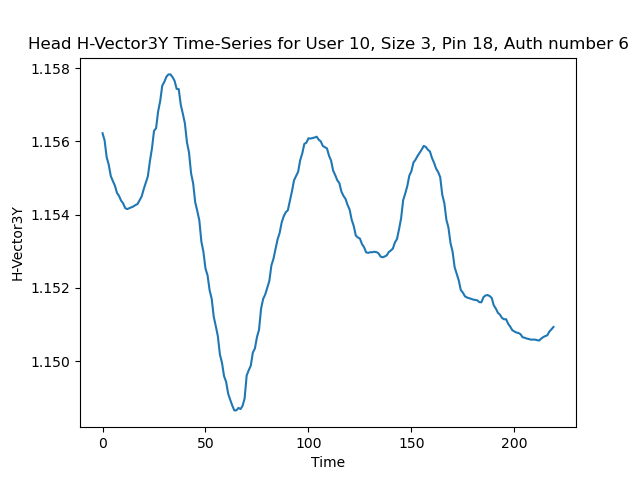 Head H-Vector3Y Time-Series for User 10, Size 3, Pin 18, Auth number 6
H-Vector3Y
1.158
1.156
1.154
1.152
1.150
0 50 100 150 200
Time